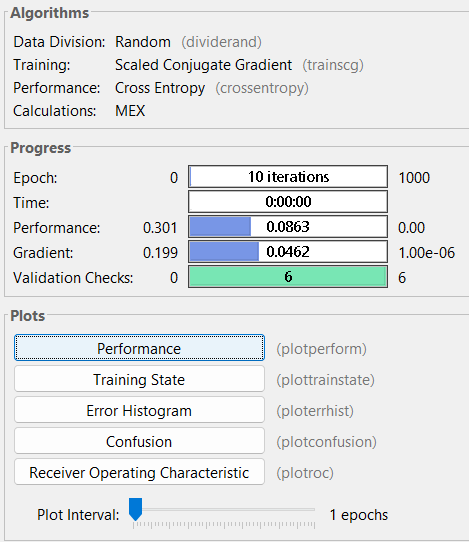 Algorithms
Data Division: Random (dividerand)
Training: Scaled Conjugate Gradient (trainscg)
Performance: Cross Entropy (crossentropy)
Calculations: MEX
Progress
Epoch: 0 10 iterations 1000
Time: 0:00:00
Performance: 0.301 0.0863 0.00
Gradient: 0.199 0.0462 1.00e-06
Validation Checks: 0 6 6
Plots
Performance (plotperform)
Training State (plottrainstate)
Error Histogram (ploterrhist)
Confusion (plotconfusion)
Receiver Operating Characteristic (plotroc)
Plot Interval: 1 epochs